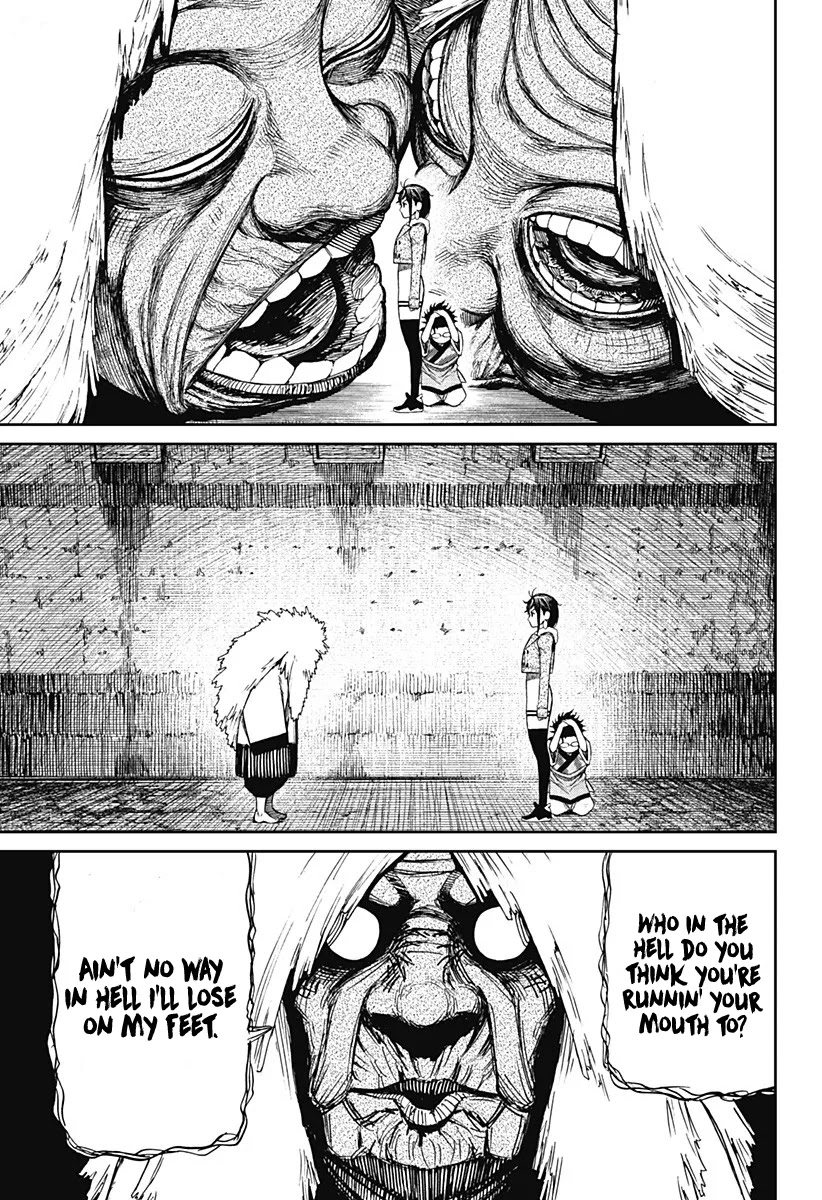 WHO IN THE
HELL DO YOU
THINK YOU'RE
RUNNIN' YOUR
MOUTH TO?
AIN'T NO WAY
IN HELL I'LL LOSE
ON MY FEET.